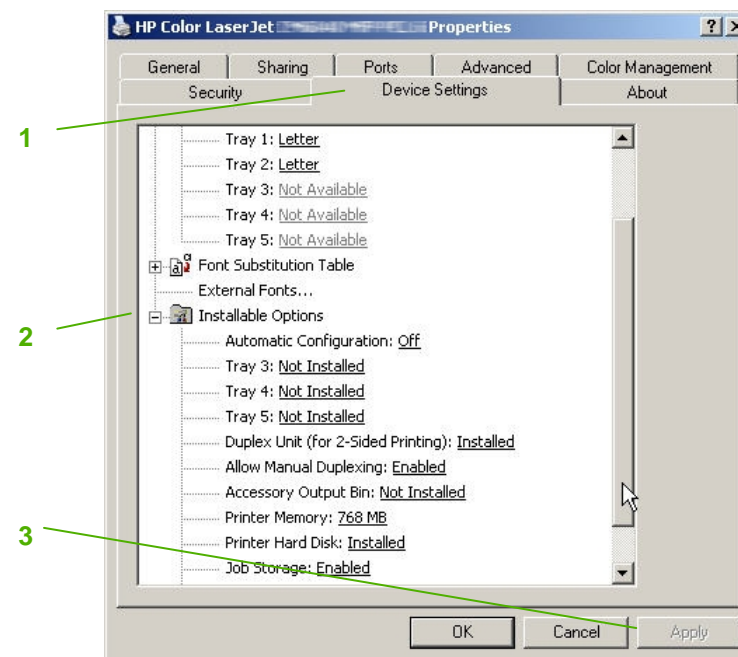 HP Color LaserJet Properties
General Sharing Ports Advanced Color Management
Security Device Settings About
1
Tray 1: Letter
Tray 2: Letter
Tray 3: Not Available
Tray 4: Not Available
Tray 5: Not Available
Font Substitution Table
External Fonts...
2
Installable Options
Automatic Configuration: Off
Tray 3: Not Installed
Tray 4: Not Installed
Tray 5: Not Installed
Duplex Unit (for 2-Sided Printing): Installed
Allow Manual Duplexing: Enabled
Accessory Output Bin: Not Installed
Printer Memory: 768 MB
3
Printer Hard Disk: Installed
Job Storage: Enabled
OK Cancel Apply